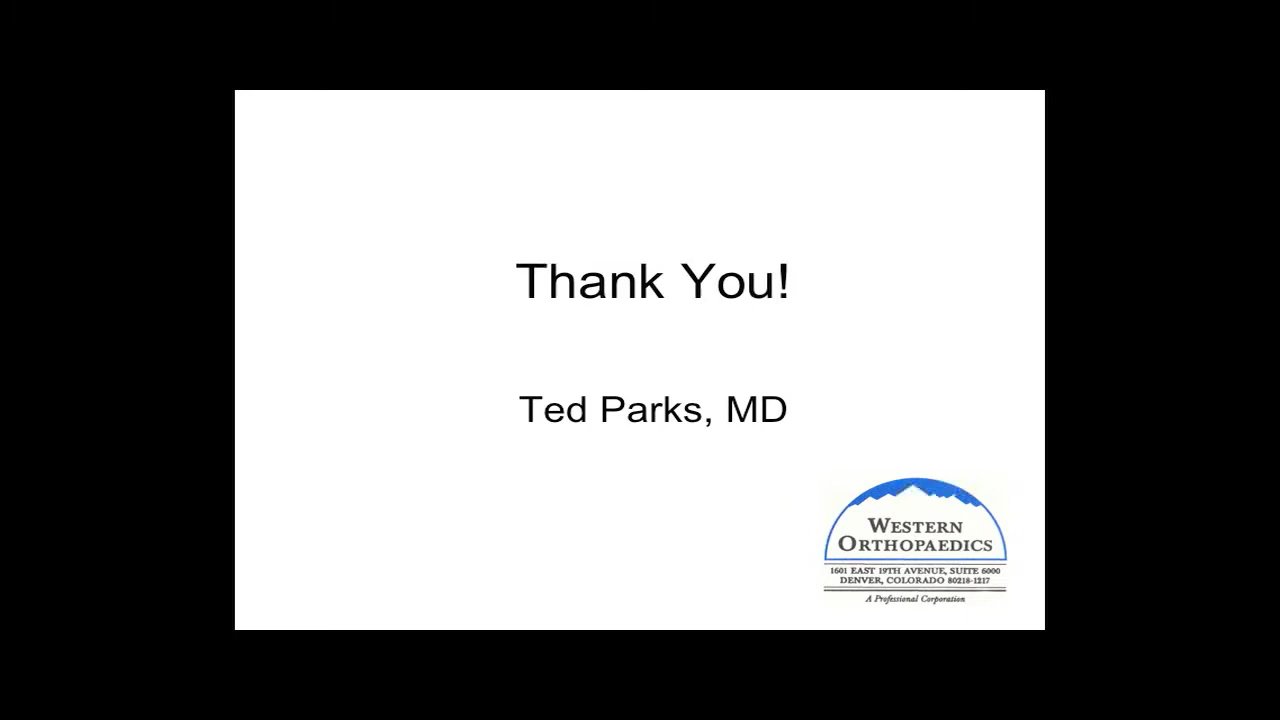 Thank You!
Ted Parks, MD
WESTERN
ORTHOPAEDICS
1601 EAST 19TH AVENUE, SUITE 6000
DENVER, COLORADO 80218-1217
A Professional Corporation